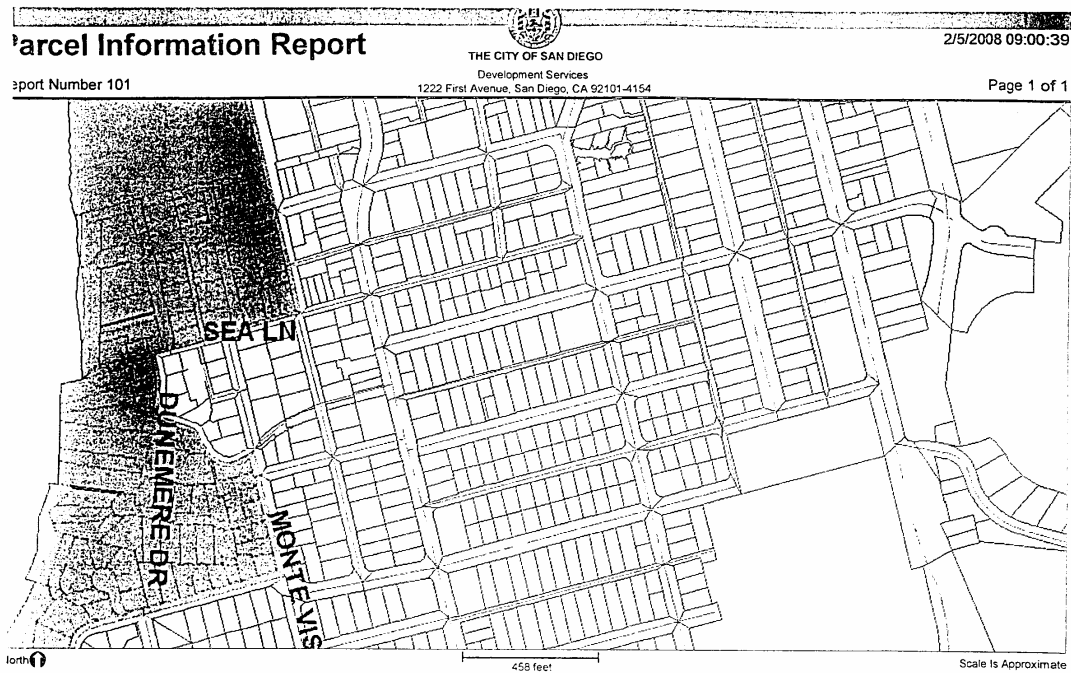 arcel Information Report
THE CITY OF SAN DIEGO
Development Services
1222 First Avenue, San Diego, CA 92101-4154
2/5/2008 09:00:39
eport Number 101
Page 1 of 1
SEA LN
DUNEMERE DR
MONTE VIS
orth
458 feet
Scale Is Approximate